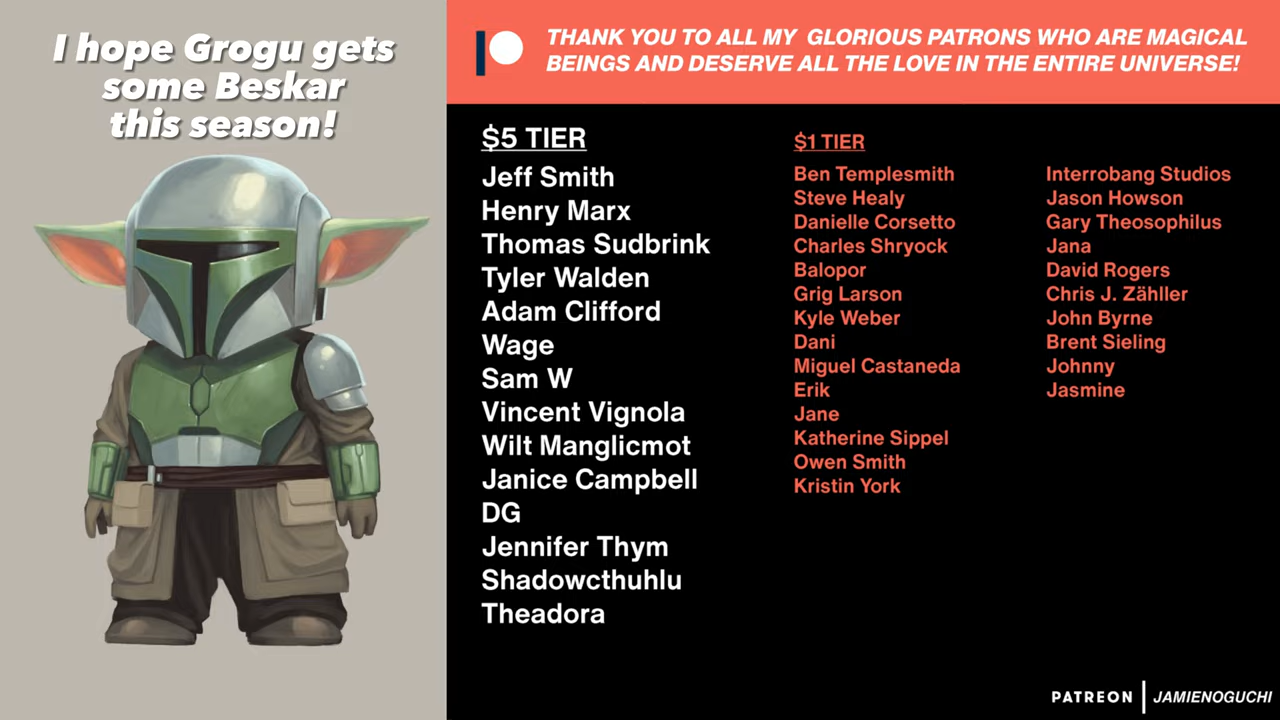 I hope Grogu gets
some Beskar
this season!
THANK YOU TO ALL MY GLORIOUS PATRONS WHO ARE MAGICAL
BEINGS AND DESERVE ALL THE LOVE IN THE ENTIRE UNIVERSE!
$5 TIER
Jeff Smith
Henry Marx
Thomas Sudbrink
Tyler Walden
Adam Clifford
Wage
Sam W
Vincent Vignola
Wilt Manglicmot
Janice Campbell
DG
Jennifer Thym
Shadowcthuhlu
Theadora
$1 TIER
Ben Templesmith
Steve Healy
Danielle Corsetto
Charles Shryock
Balopor
Grig Larson
Kyle Weber
Dani
Miguel Castaneda
Erik
Jane
Katherine Sippel
Owen Smith
Kristin York
Interrobang Studios
Jason Howson
Gary Theosophilus
Jana
David Rogers
Chris J. Zähller
John Byrne
Brent Sieling
Johnny
Jasmine
PATREON | JAMIENOGUCHI